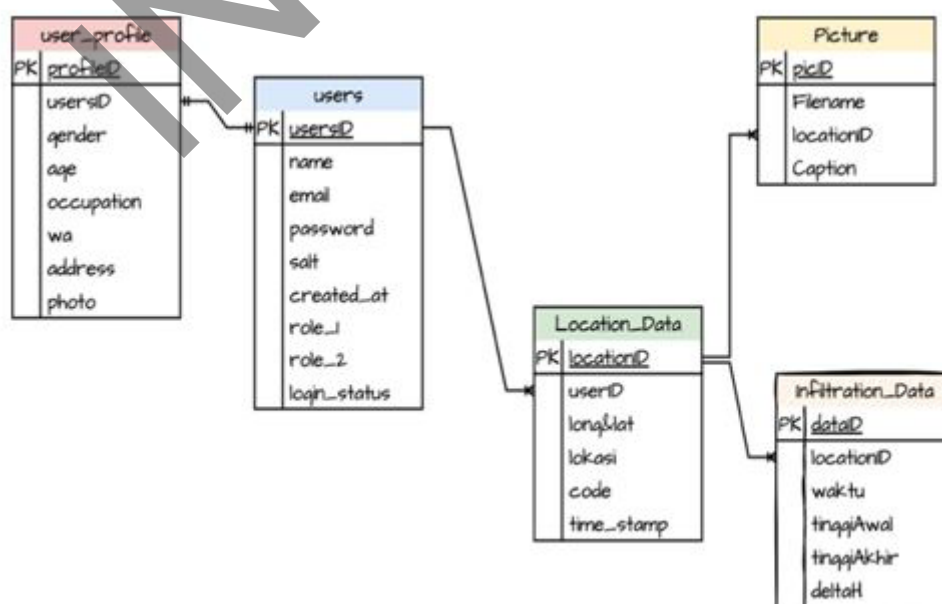 user_profile
PK profileID
usersID
gender
age
occupation
wa
address
photo
users
PK usersID
name
email
password
salt
created_at
role_1
role_2
login_status
Picture
PK picID
Filename
locationID
Caption
Location_Data
PK locationID
userID
long&lat
lokasi
code
time_stamp
Infiltration_Data
PK dataID
locationID
waktu
tinggiAwal
tinggiAkhir
deltaH